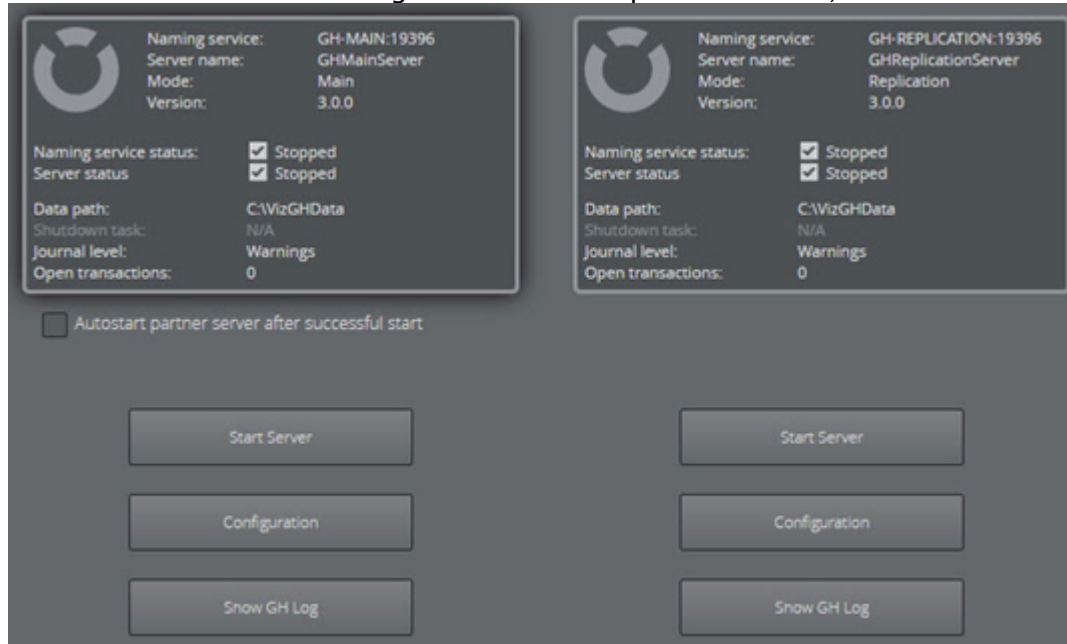 Naming service: GH-MAIN:19396
Server name: GHMainServer
Mode: Main
Version: 3.0.0
Naming service status: Stopped
Server status Stopped
Data path: C:\VizGHData
Shutdown task: N/A
Journal level: Warnings
Open transactions: 0
Naming service: GH-REPLICATION:19396
Server name: GHReplicationServer
Mode: Replication
Version: 3.0.0
Naming service status: Stopped
Server status Stopped
Data path: C:\VizGHData
Shutdown task: N/A
Journal level: Warnings
Open transactions: 0
Autostart partner server after successful start
Start Server
Start Server
Configuration
Configuration
Show GH Log
Show GH Log